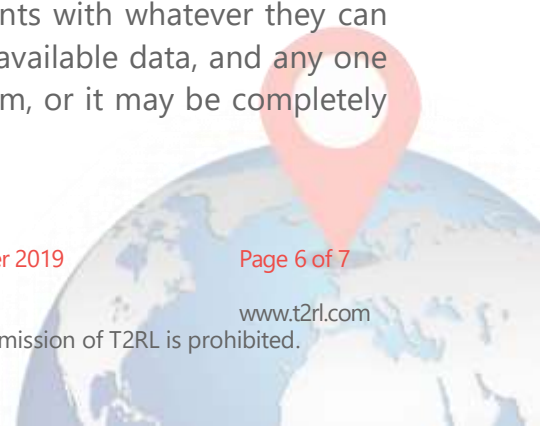 nts with whatever they can
available data, and any one
m, or it may be completely
er 2019 Page 6 of 7
www.t2rl.com
mission of T2RL is prohibited.